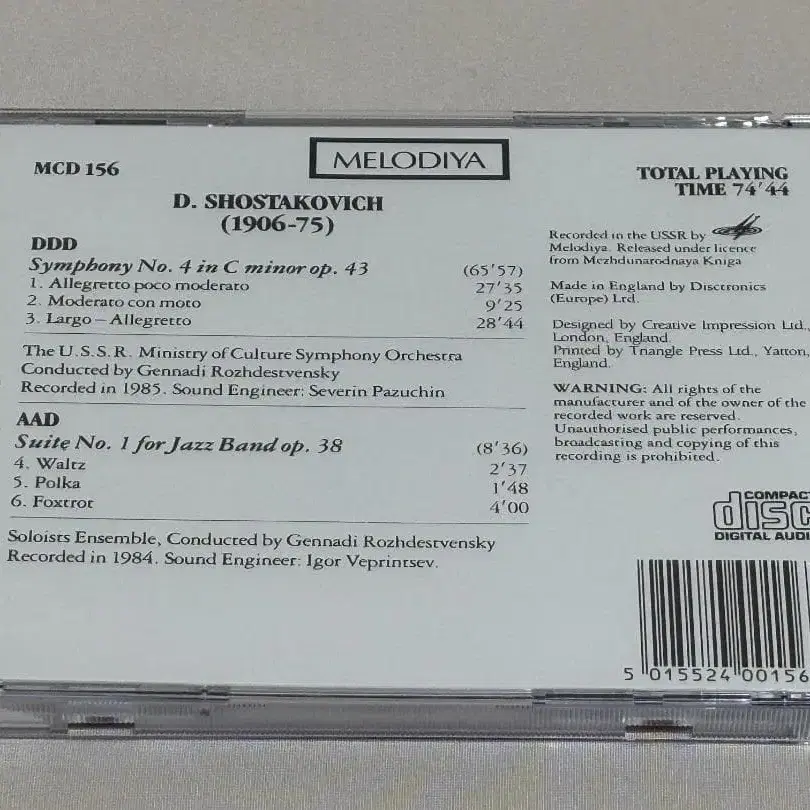 MCD 156
MELODIYA
D. SHOSTAKOVICH
(1906-75)
DDD
Symphony No. 4 in C minor op. 43 (65'57)
1. Allegretto poco moderato 27'35
2. Moderato con moto 9'25
3. Largo – Allegretto 28'44
The U.S.S.R. Ministry of Culture Symphony Orchestra
Conducted by Gennadi Rozhdestvensky
Recorded in 1985. Sound Engineer: Severin Pazuchin
AAD
Suite No. 1 for Jazz Band op. 38 (8'36)
4. Waltz 2'37
5. Polka 1'48
6. Foxtrot 4'00
Soloists Ensemble, Conducted by Gennadi Rozhdestvensky
Recorded in 1984. Sound Engineer: Igor Veprintsev.
TOTAL PLAYING
TIME 74'44
Recorded in the USSR by
Melodiya. Released under licence
from Mezhdunarodnaya Kniga
Made in England by Disctronics
(Europe) Ltd.
Designed by Creative Impression Ltd.,
London, England.
Printed by Triangle Press Ltd., Yatton,
England.
WARNING: All rights of the
manufacturer and of the owner of the
recorded work are reserved.
Unauthorised public performances,
broadcasting and copying of this
recording is prohibited.
COMPACT
disc
DIGITAL AUDI
5 015524 00156